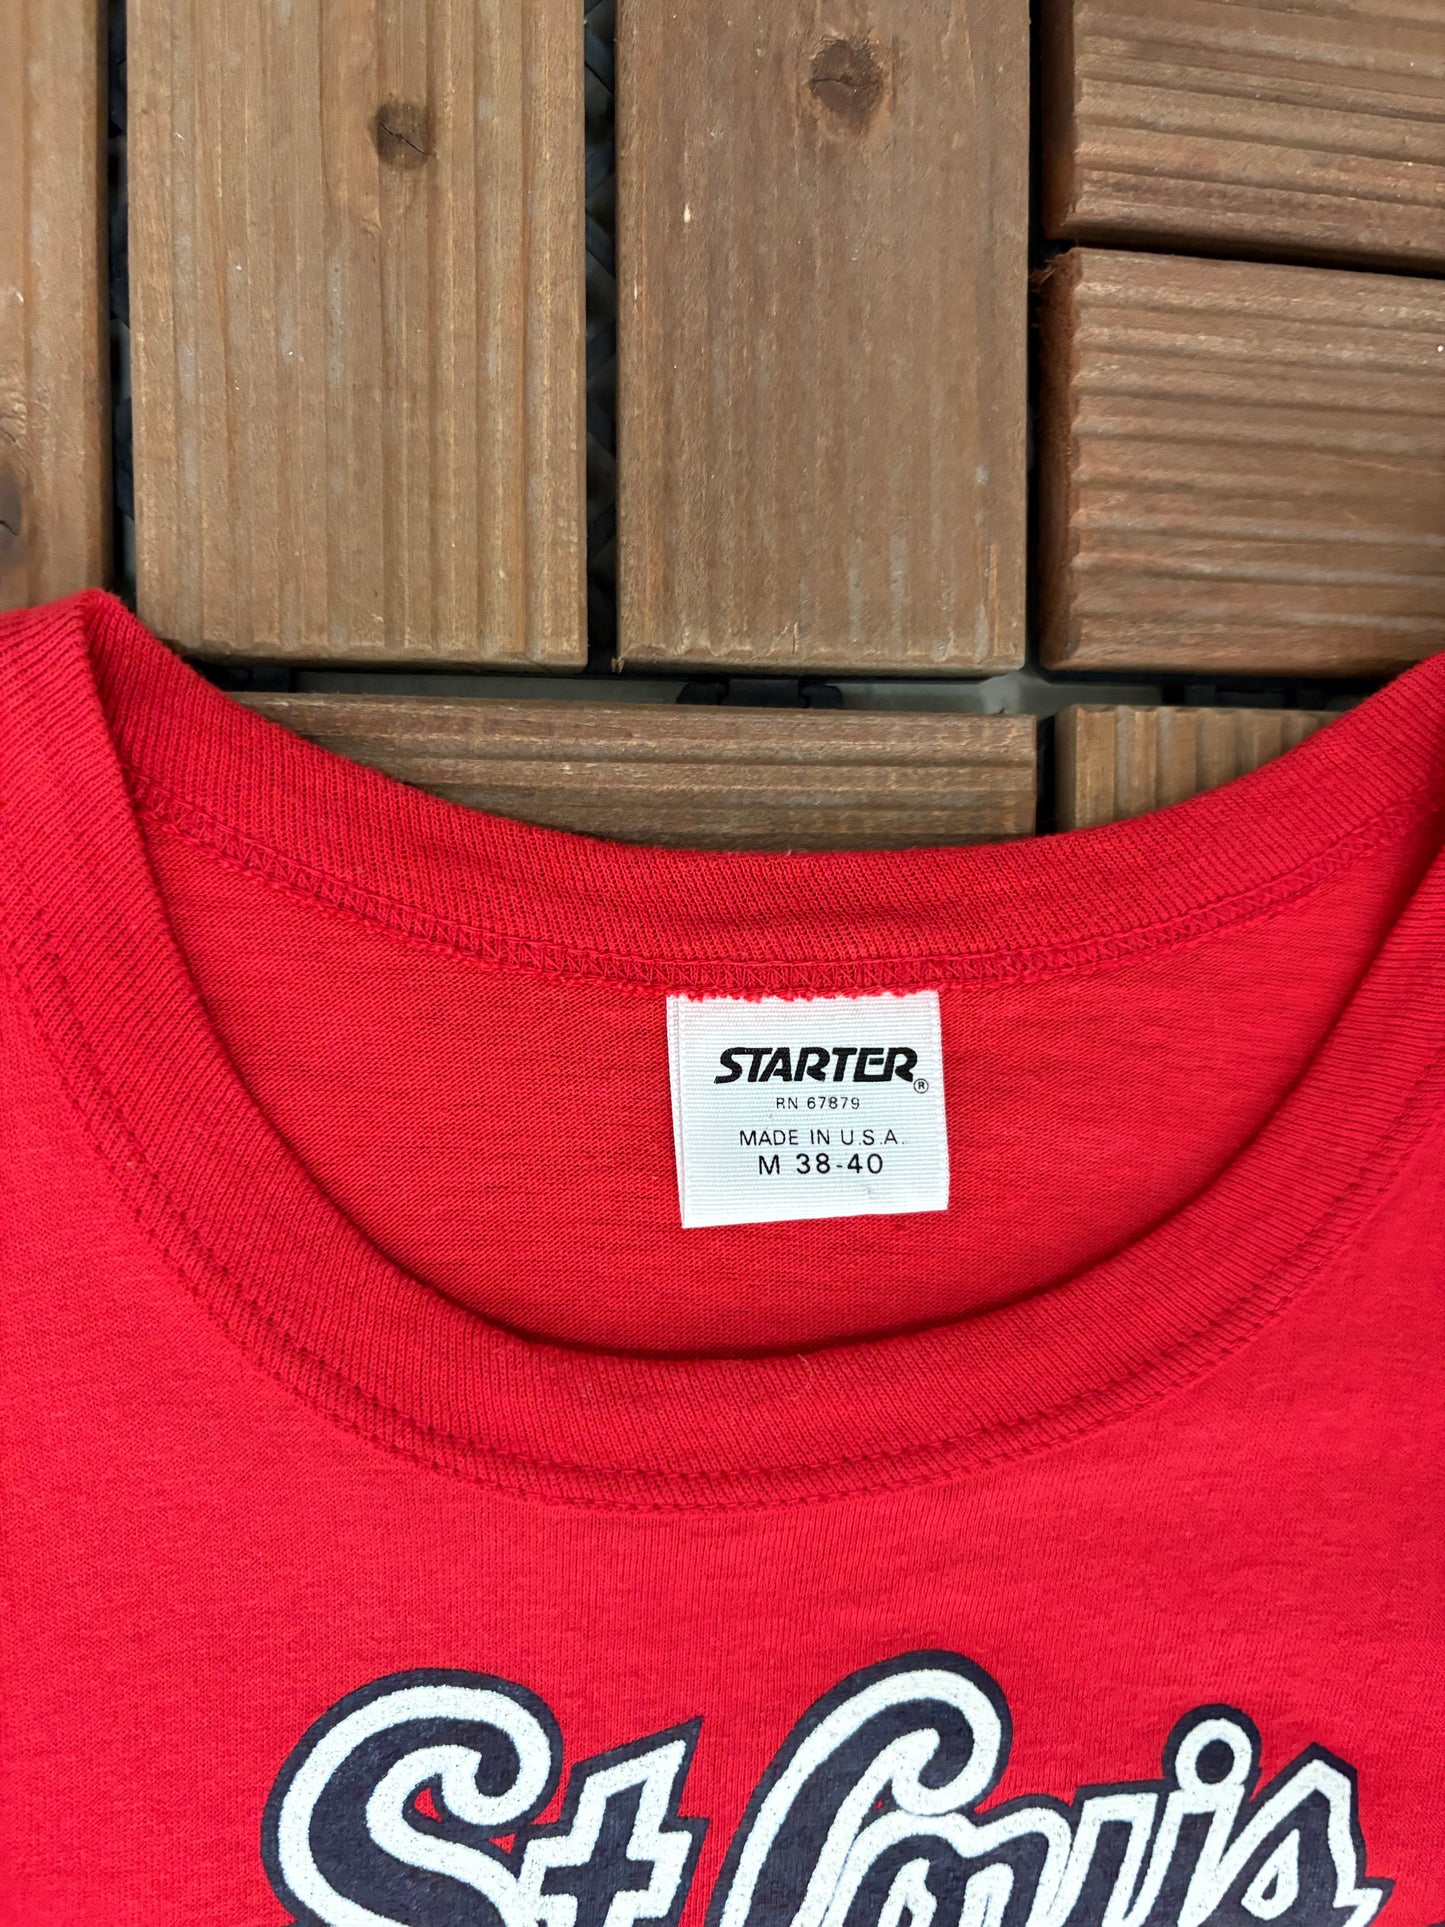 STARTER®
RN 67879
MADE IN U.S.A.
M 38-40
St Louis